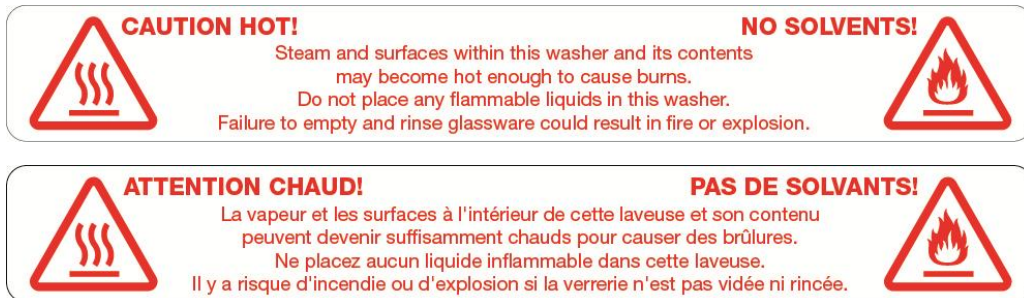 CAUTION HOT! NO SOLVENTS!
Steam and surfaces within this washer and its contents
may become hot enough to cause burns.
Do not place any flammable liquids in this washer.
Failure to empty and rinse glassware could result in fire or explosion.
ATTENTION CHAUD! PAS DE SOLVANTS!
La vapeur et les surfaces à l'intérieur de cette laveuse et son contenu
peuvent devenir suffisamment chauds pour causer des brûlures.
Ne placez aucun liquide inflammable dans cette laveuse.
Il y a risque d'incendie ou d'explosion si la verrerie n'est pas vidée ni rincée.